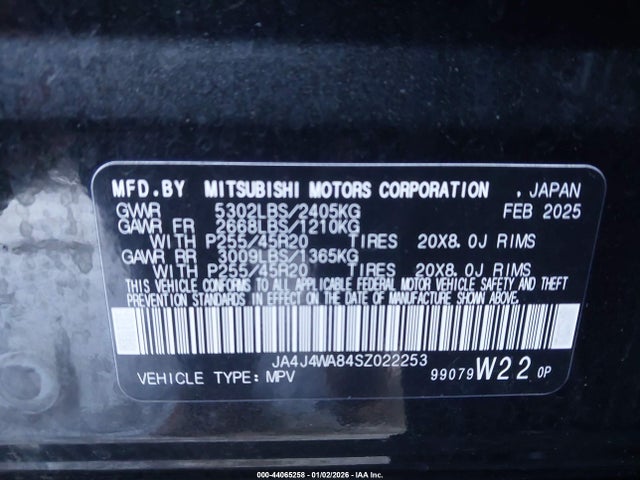 MFD.BY MITSUBISHI MOTORS CORPORATION . JAPAN
GVWR 5302LBS/2405KG FEB 2025
GAWR FR 2668LBS/1210KG
WITH P255/45R20 TIRES 20X8.0J RIMS
GAWR RR 3009LBS/1365KG
WITH P255/45R20 TIRES 20X8.0J RIMS
THIS VEHICLE CONFORMS TO ALL APPLICABLE FEDERAL MOTOR VEHICLE SAFETY AND THEFT
PREVENTION STANDARDS IN EFFECT ON THE DATE OF MANUFACTURE SHOWN ABOVE.
JA4J4WA84SZ022253
VEHICLE TYPE: MPV 99079 W22 0P
000-44065258 - 01/02/2026 - IAA Inc.